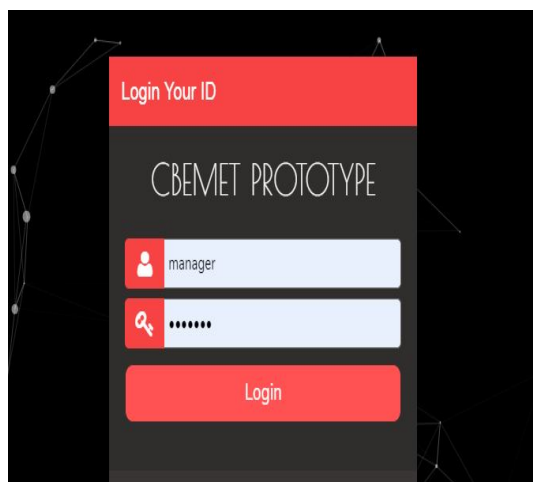 Login Your ID
CBEMET PROTOTYPE
manager
•••••••
Login